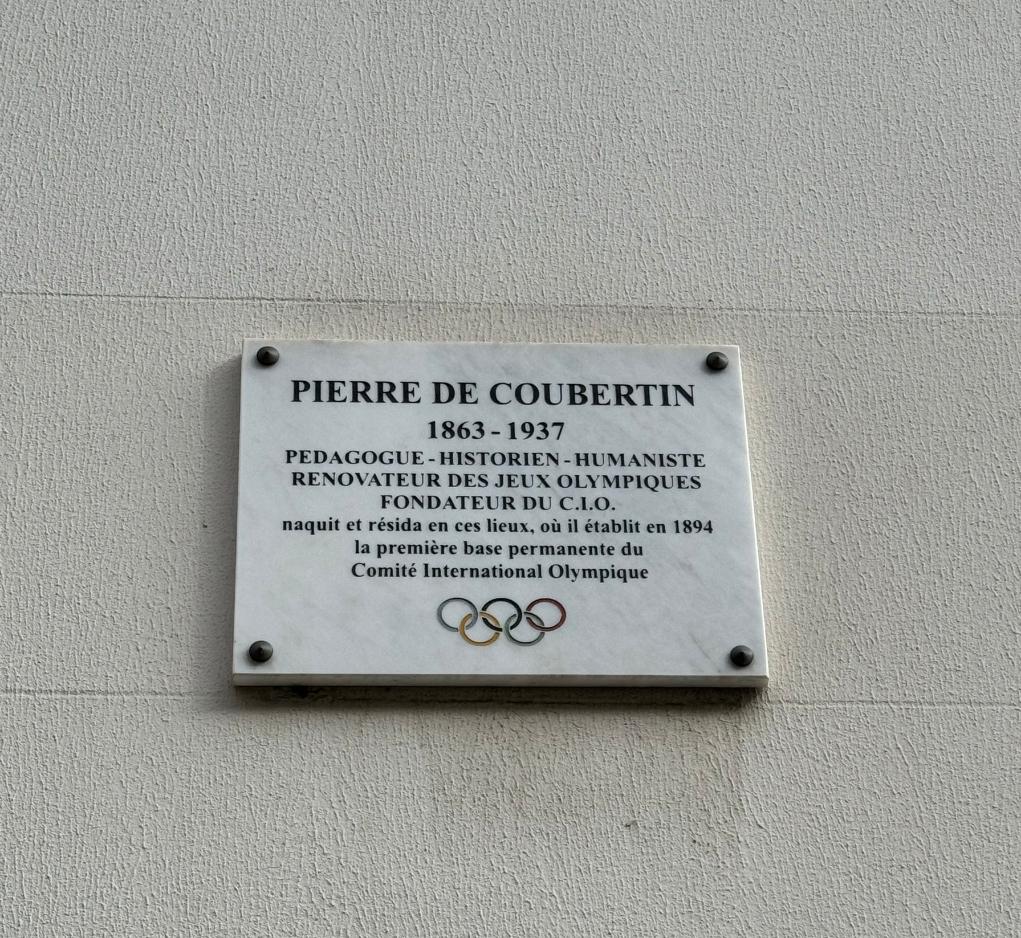 PIERRE DE COUBERTIN
1863 - 1937
PEDAGOGUE - HISTORIEN - HUMANISTE
RENOVATEUR DES JEUX OLYMPIQUES
FONDATEUR DU C.I.O.
naquit et résida en ces lieux, où il établit en 1894
la première base permanente du
Comité International Olympique